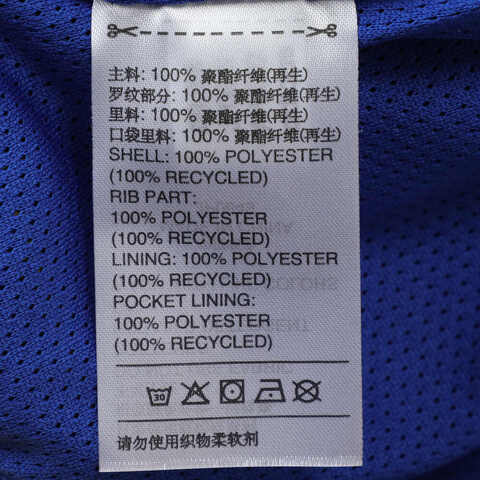 主料: 100% 聚酯纤维(再生)
罗纹部分: 100% 聚酯纤维(再生)
里料: 100% 聚酯纤维(再生)
口袋里料: 100% 聚酯纤维(再生)
SHELL: 100% POLYESTER
(100% RECYCLED)
RIB PART:
100% POLYESTER
(100% RECYCLED)
LINING: 100% POLYESTER
(100% RECYCLED)
POCKET LINING:
100% POLYESTER
(100% RECYCLED)
30
请勿使用织物柔软剂